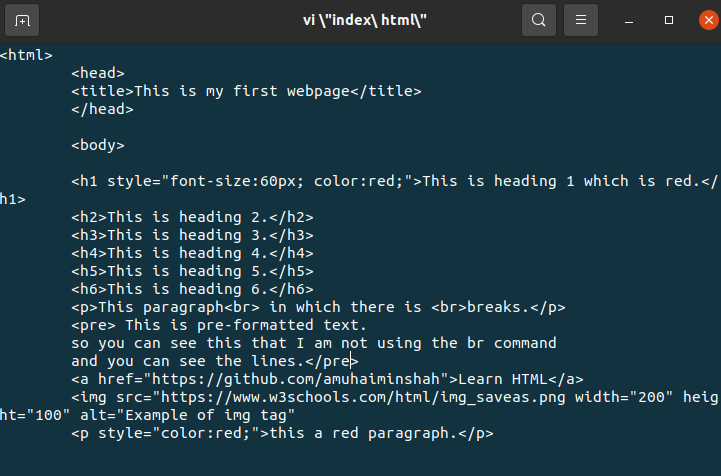 vi \"index\ html\"
<html>
<head>
<title>This is my first webpage</title>
</head>
<body>
<h1 style="font-size:60px; color:red;">This is heading 1 which is red.</
h1>
<h2>This is heading 2.</h2>
<h3>This is heading 3.</h3>
<h4>This is heading 4.</h4>
<h5>This is heading 5.</h5>
<h6>This is heading 6.</h6>
<p>This paragraph<br> in which there is <br>breaks.</p>
<pre> This is pre-formatted text.
so you can see this that I am not using the br command
and you can see the lines.</pre>
<a href="https://github.com/amuhaiminshah">Learn HTML</a>
<img src="https://www.w3schools.com/html/img_saveas.png width="200" heig
ht="100" alt="Example of img tag"
<p style="color:red;">this a red paragraph.</p>